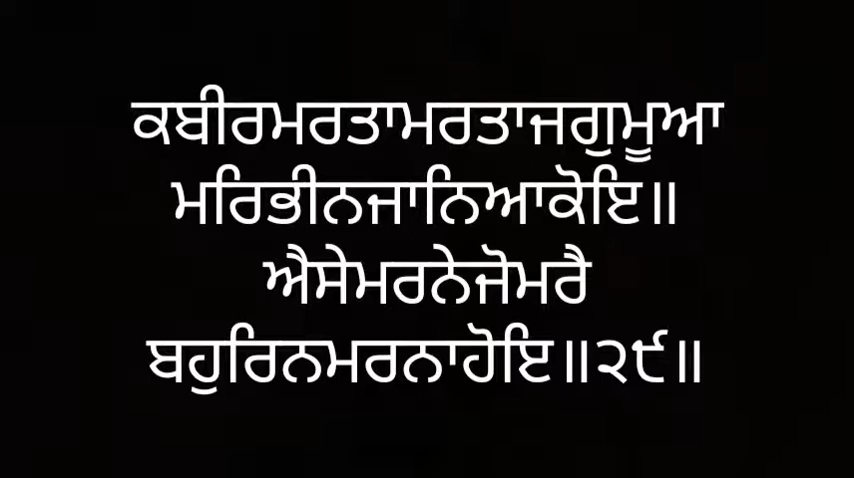 ਕਬੀਰਮਰਤਾਮਰਤਾਜਗੁਮੂਆ
ਮਰਿਭੀਨਜਾਨਿਆਕੋਇ॥
ਐਸੇਮਰਨੇਜੋਮਰੈ
ਬਹੁਰਿਨਮਰਨਾਹੋਇ॥੨੯॥